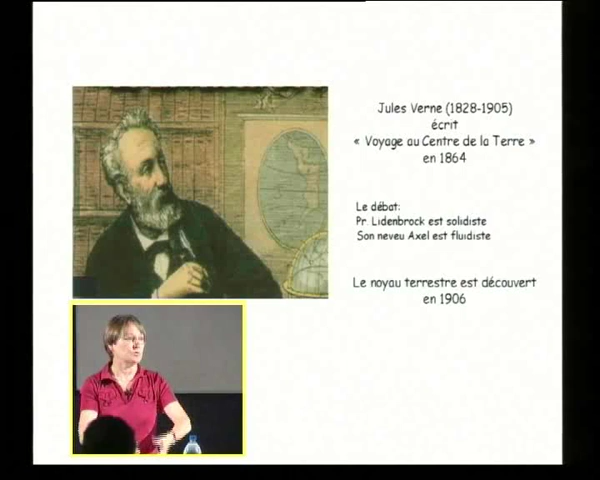 Jules Verne (1828-1905)
écrit
« Voyage au Centre de la Terre »
en 1864
Le débat:
Pr Lidenbrock est solidiste
Son neveu Axel est fluidiste
Le noyau terrestre est découvert
en 1906